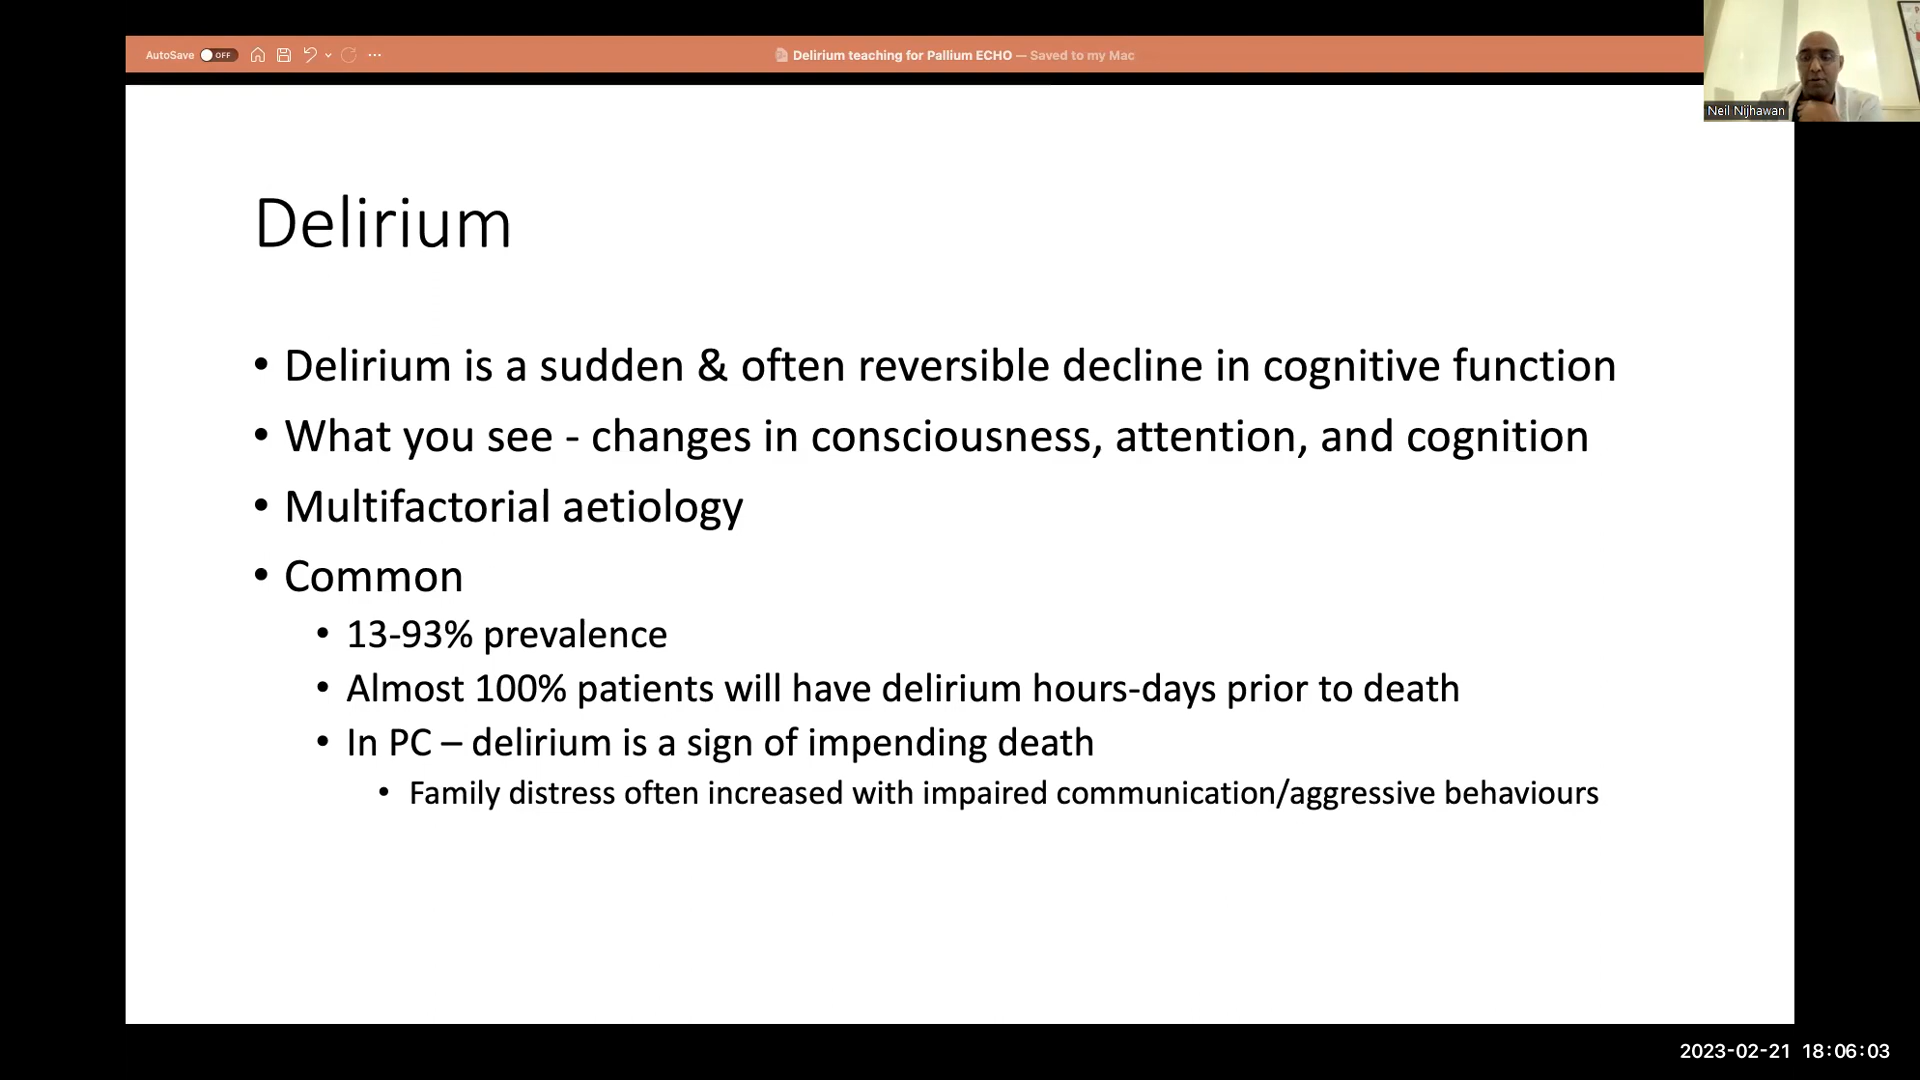 AutoSave OFF
Delirium teaching for Pallium ECHO — Saved to my Mac
Neil Nijhawan
Delirium
• Delirium is a sudden & often reversible decline in cognitive function
• What you see - changes in consciousness, attention, and cognition
• Multifactorial aetiology
• Common
• 13-93% prevalence
• Almost 100% patients will have delirium hours-days prior to death
• In PC – delirium is a sign of impending death
• Family distress often increased with impaired communication/aggressive behaviours
2023-02-21 18:06:03